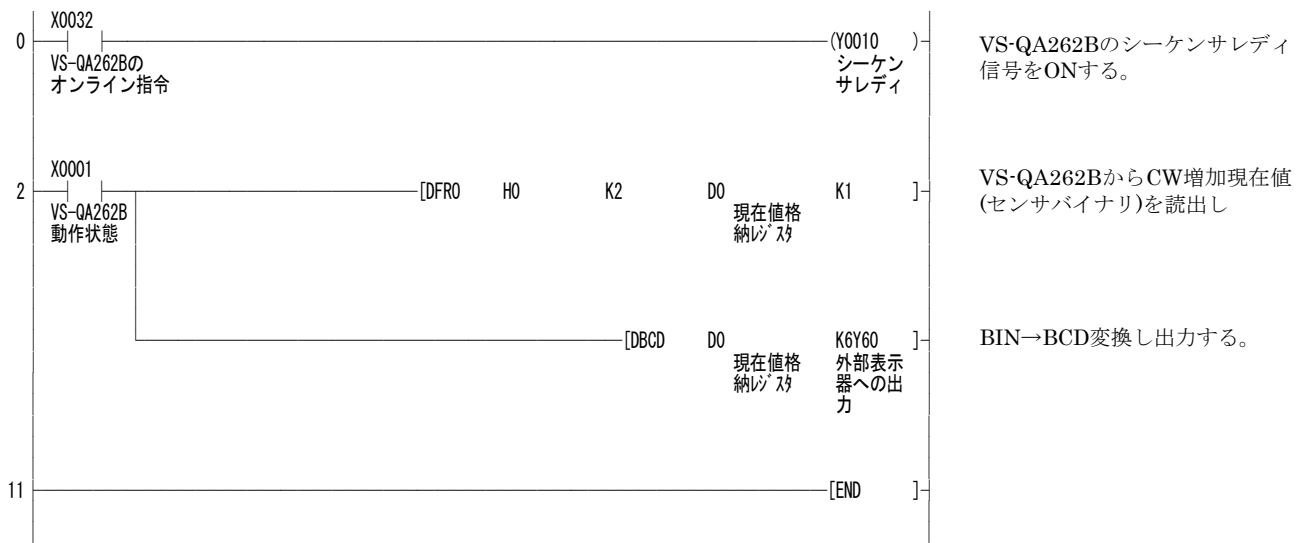 X0032
0
(Y0010 )
VS-QA262Bの
オンライン指令
シーケン
サレディ
VS-QA262Bのシーケンサレディ
信号をONする。
X0001
2
[DFRO H0 K2 D0 K1 ]
VS-QA262B
動作状態
現在値格
納ﾚｼﾞｽﾀ
VS-QA262BからCW増加現在値
(センサバイナリ)を読出し
[DBCD D0 K6Y60 ]
現在値格
納ﾚｼﾞｽﾀ
外部表示
器への出
力
BIN→BCD変換し出力する。
11
[END ]